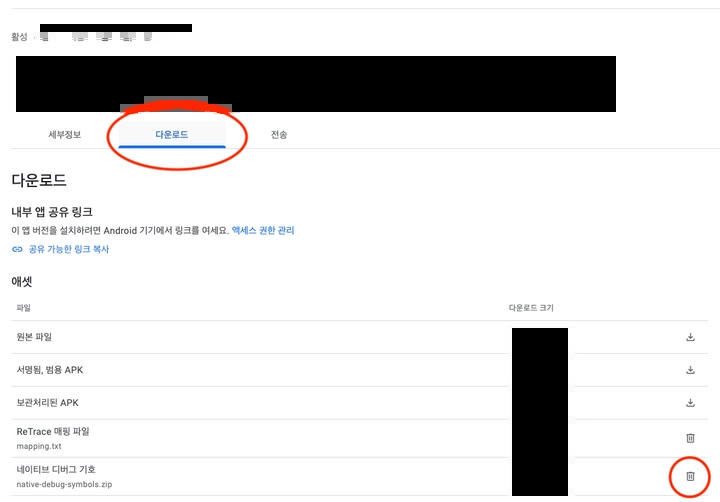 활성
세부정보 다운로드 전송
다운로드
내부 앱 공유 링크
이 앱 버전을 설치하려면 Android 기기에서 링크를 여세요. 액세스 권한 관리
공유 가능한 링크 복사
애셋
파일 다운로드 크기
원본 파일
서명됨, 범용 APK
보관처리된 APK
ReTrace 매핑 파일
mapping.txt
네이티브 디버그 기호
native-debug-symbols.zip